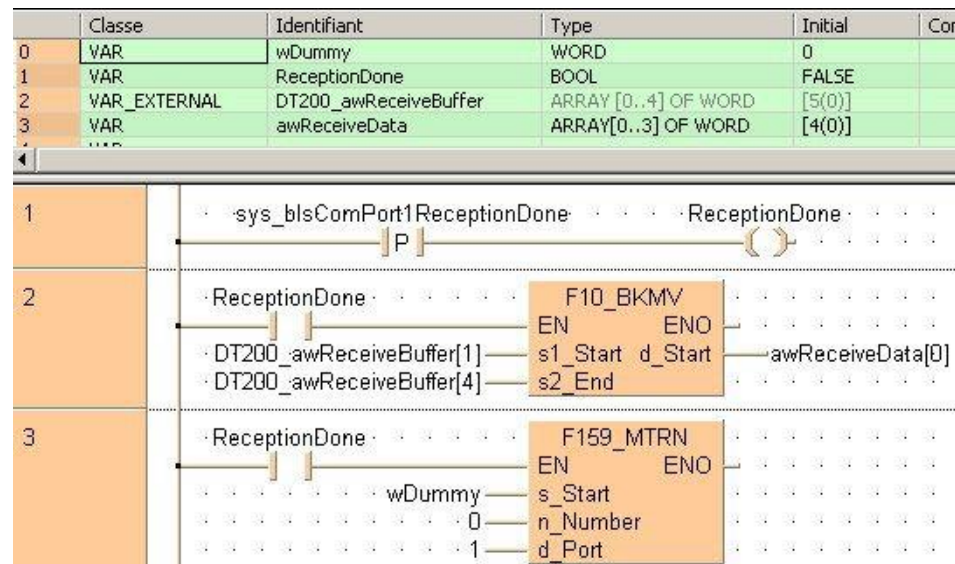 Classe Identifiant Type Initial Cor
0 VAR wDummy WORD 0
1 VAR ReceptionDone BOOL FALSE
2 VAR_EXTERNAL DT200_awReceiveBuffer ARRAY [0..4] OF WORD [5(0)]
3 VAR awReceiveData ARRAY[0..3] OF WORD [4(0)]
1
sys_bIsComPort1ReceptionDone ReceptionDone
P
2
ReceptionDone F10_BKMV
EN ENO
DT200_awReceiveBuffer[1] s1_Start d_Start awReceiveData[0]
DT200_awReceiveBuffer[4] s2_End
3
ReceptionDone F159_MTRN
EN ENO
wDummy s_Start
0 n_Number
1 d_Port